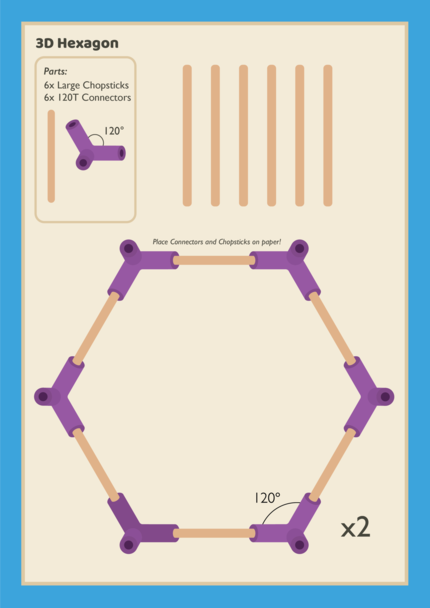 3D Hexagon
Parts:
6x Large Chopsticks
6x 120T Connectors
120°
Place Connectors and Chopsticks on paper!
120°
x2